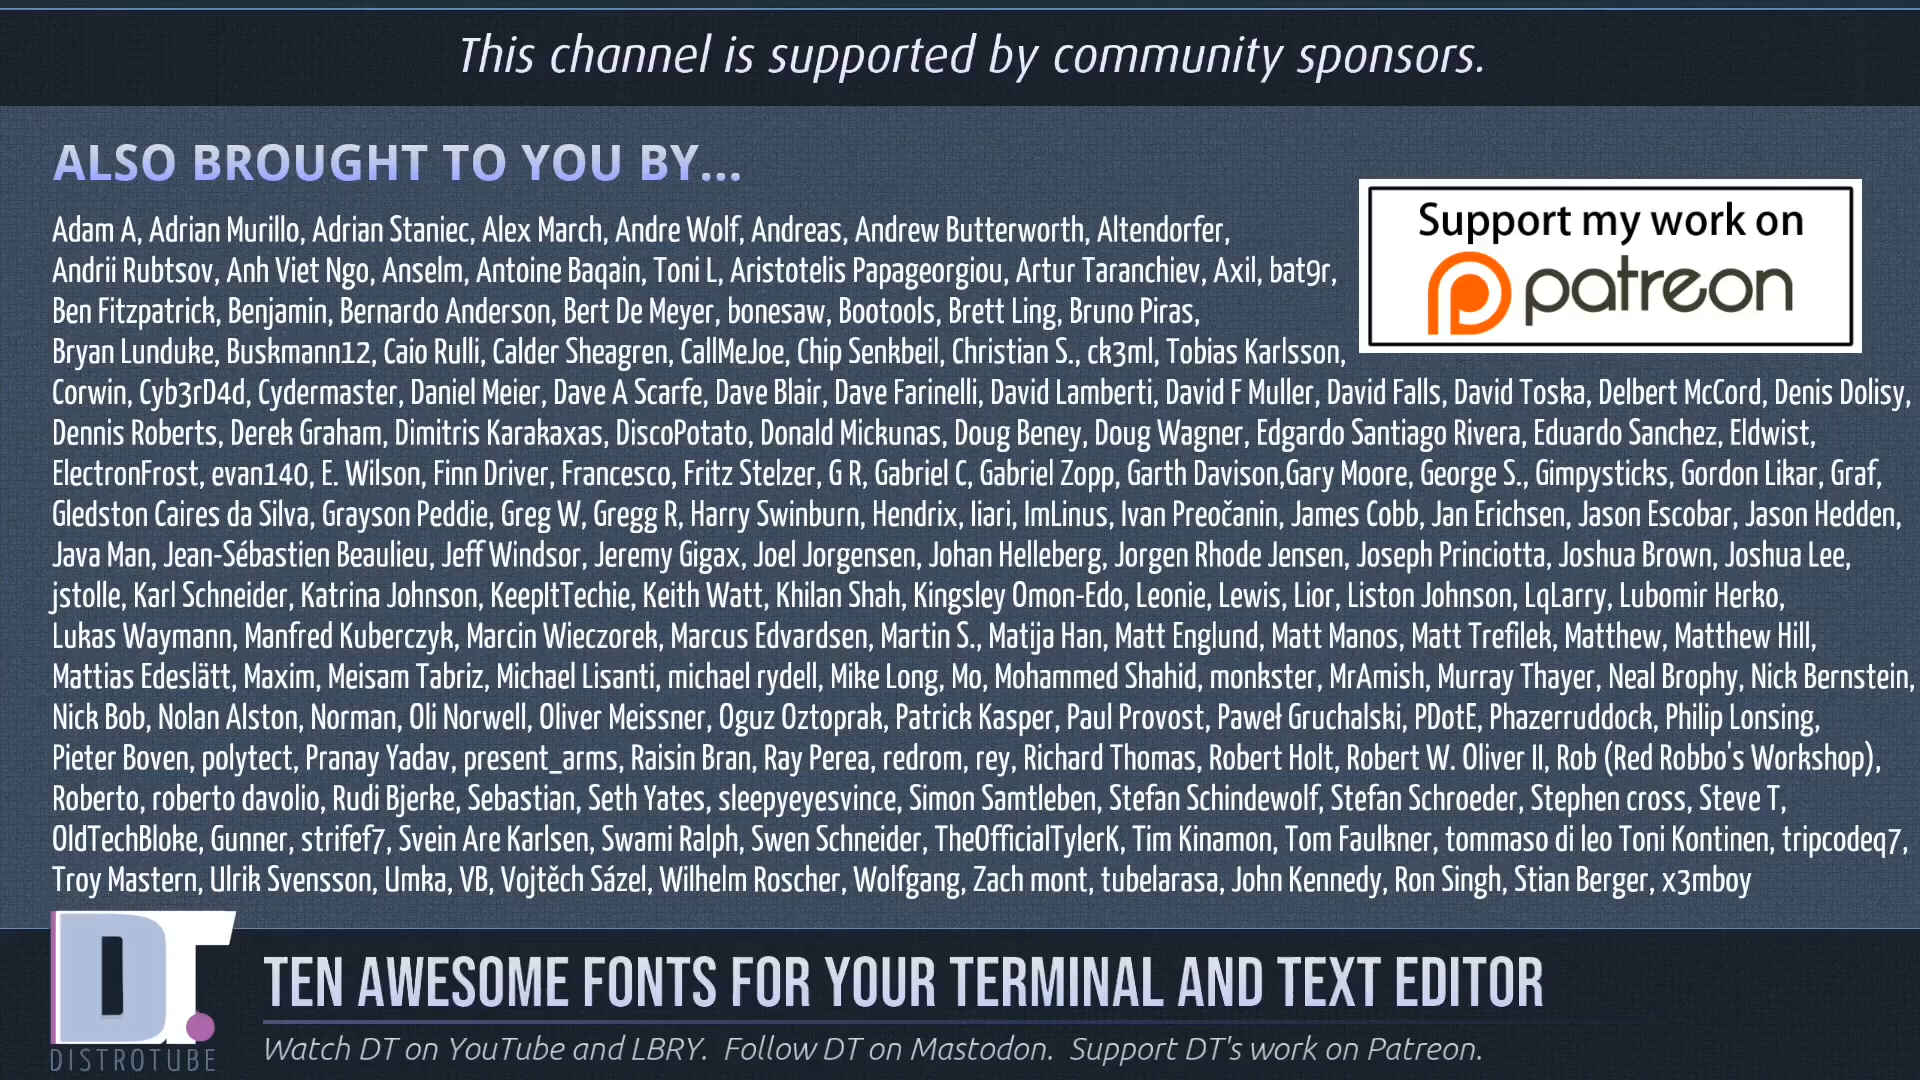 This channel is supported by community sponsors.
ALSO BROUGHT TO YOU BY...
Support my work on
patreon
Adam A, Adrian Murillo, Adrian Staniec, Alex March, Andre Wolf, Andreas, Andrew Butterworth, Altendorfer,
Andrii Rubtsov, Anh Viet Ngo, Anselm, Antoine Baqain, Toni L, Aristotelis Papageorgiou, Artur Taranchiev, Axil, bat9r,
Ben Fitzpatrick, Benjamin, Bernardo Anderson, Bert De Meyer, bonesaw, Bootools, Brett Ling, Bruno Piras,
Bryan Lunduke, Buskmann12, Caio Rulli, Calder Sheagren, CallMeJoe, Chip Senkbeil, Christian S., ck3ml, Tobias Karlsson,
Corwin, Cyb3rD4d, Cydermaster, Daniel Meier, Dave A Scarfe, Dave Blair, Dave Farinelli, David Lamberti, David F Muller, David Falls, David Toska, Delbert McCord, Denis Dolisy,
Dennis Roberts, Derek Graham, Dimitris Karakaxas, DiscoPotato, Donald Mickunas, Doug Beney, Doug Wagner, Edgardo Santiago Rivera, Eduardo Sanchez, Eldwist,
ElectronFrost, evan140, E. Wilson, Finn Driver, Francesco, Fritz Stelzer, G R, Gabriel C, Gabriel Zopp, Garth Davison,Gary Moore, George S., Gimpysticks, Gordon Likar, Graf,
Gledston Caires da Silva, Grayson Peddie, Greg W, Gregg R, Harry Swinburn, Hendrix, Iiari, ImLinus, Ivan Preočanin, James Cobb, Jan Erichsen, Jason Escobar, Jason Hedden,
Java Man, Jean-Sébastien Beaulieu, Jeff Windsor, Jeremy Gigax, Joel Jorgensen, Johan Helleberg, Jorgen Rhode Jensen, Joseph Princiotta, Joshua Brown, Joshua Lee,
jstolle, Karl Schneider, Katrina Johnson, KeepItTechie, Keith Watt, Khilan Shah, Kingsley Omon-Edo, Leonie, Lewis, Lior, Liston Johnson, LqLarry, Lubomir Herko,
Lukas Waymann, Manfred Kuberczyk, Marcin Wieczorek, Marcus Edvardsen, Martin S., Matija Han, Matt Englund, Matt Manos, Matt Trefilek, Matthew, Matthew Hill,
Mattias Edeslätt, Maxim, Meisam Tabriz, Michael Lisanti, michael rydell, Mike Long, Mo, Mohammed Shahid, monkster, MrAmish, Murray Thayer, Neal Brophy, Nick Bernstein,
Nick Bob, Nolan Alston, Norman, Oli Norwell, Oliver Meissner, Oguz Oztoprak, Patrick Kasper, Paul Provost, Paweł Gruchalski, PDotE, Phazerruddock, Philip Lonsing,
Pieter Boven, polytect, Pranay Yadav, present_arms, Raisin Bran, Ray Perea, redrom, rey, Richard Thomas, Robert Holt, Robert W. Oliver II, Rob (Red Robbo's Workshop),
Roberto, roberto davolio, Rudi Bjerke, Sebastian, Seth Yates, sleepyeyesvince, Simon Samtleben, Stefan Schindewolf, Stefan Schroeder, Stephen cross, Steve T,
OldTechBloke, Gunner, strifef7, Svein Are Karlsen, Swami Ralph, Swen Schneider, TheOfficialTylerK, Tim Kinamon, Tom Faulkner, tommaso di leo Toni Kontinen, tripcodeq7,
Troy Mastern, Ulrik Svensson, Umka, VB, Vojtěch Sázel, Wilhelm Roscher, Wolfgang, Zach mont, tubelarasa, John Kennedy, Ron Singh, Stian Berger, x3mboy
DT.
DISTROTUBE
TEN AWESOME FONTS FOR YOUR TERMINAL AND TEXT EDITOR
Watch DT on YouTube and LBRY. Follow DT on Mastodon. Support DT's work on Patreon.